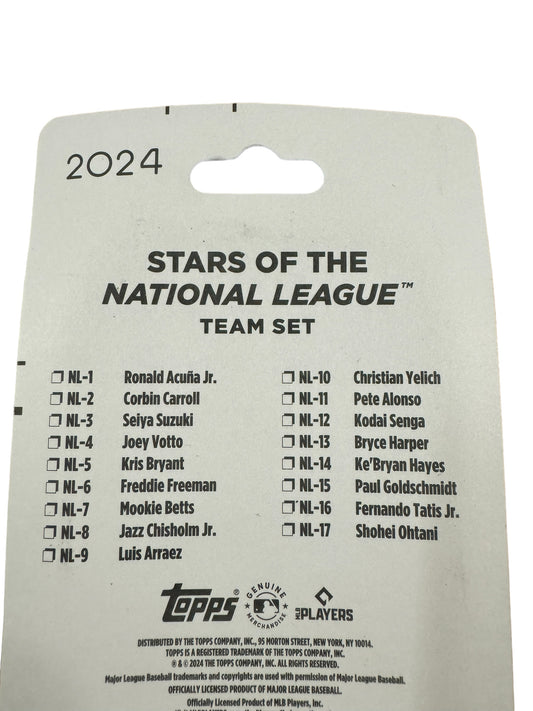 2024
STARS OF THE
NATIONAL LEAGUE™
TEAM SET
NL-1 Ronald Acuña Jr.
NL-2 Corbin Carroll
NL-3 Seiya Suzuki
NL-4 Joey Votto
NL-5 Kris Bryant
NL-6 Freddie Freeman
NL-7 Mookie Betts
NL-8 Jazz Chisholm Jr.
NL-9 Luis Arraez
NL-10 Christian Yelich
NL-11 Pete Alonso
NL-12 Kodai Senga
NL-13 Bryce Harper
NL-14 Ke'Bryan Hayes
NL-15 Paul Goldschmidt
NL-16 Fernando Tatis Jr.
NL-17 Shohei Ohtani
topps®
GENUINE
MERCHANDISE
MLB PLAYERS
DISTRIBUTED BY THE TOPPS COMPANY, INC., 95 MORTON STREET, NEW YORK, NY 10014.
TOPPS IS A REGISTERED TRADEMARK OF THE TOPPS COMPANY, INC.
® & © 2024 THE TOPPS COMPANY, INC. ALL RIGHTS RESERVED.
Major League Baseball trademarks and copyrights are used with permission of Major League Baseball.
OFFICIALLY LICENSED PRODUCT OF MAJOR LEAGUE BASEBALL.
Officially Licensed Product of MLB Players, Inc.